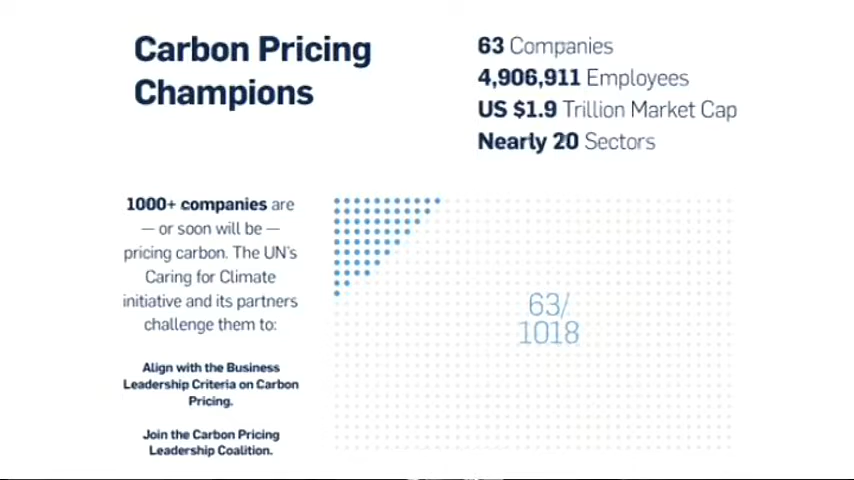 Carbon Pricing
Champions
63 Companies
4,906,911 Employees
US $1.9 Trillion Market Cap
Nearly 20 Sectors
1000+ companies are
— or soon will be —
pricing carbon. The UN's
Caring for Climate
initiative and its partners
challenge them to:
Align with the Business
Leadership Criteria on Carbon
Pricing.
Join the Carbon Pricing
Leadership Coalition.
63/
1018